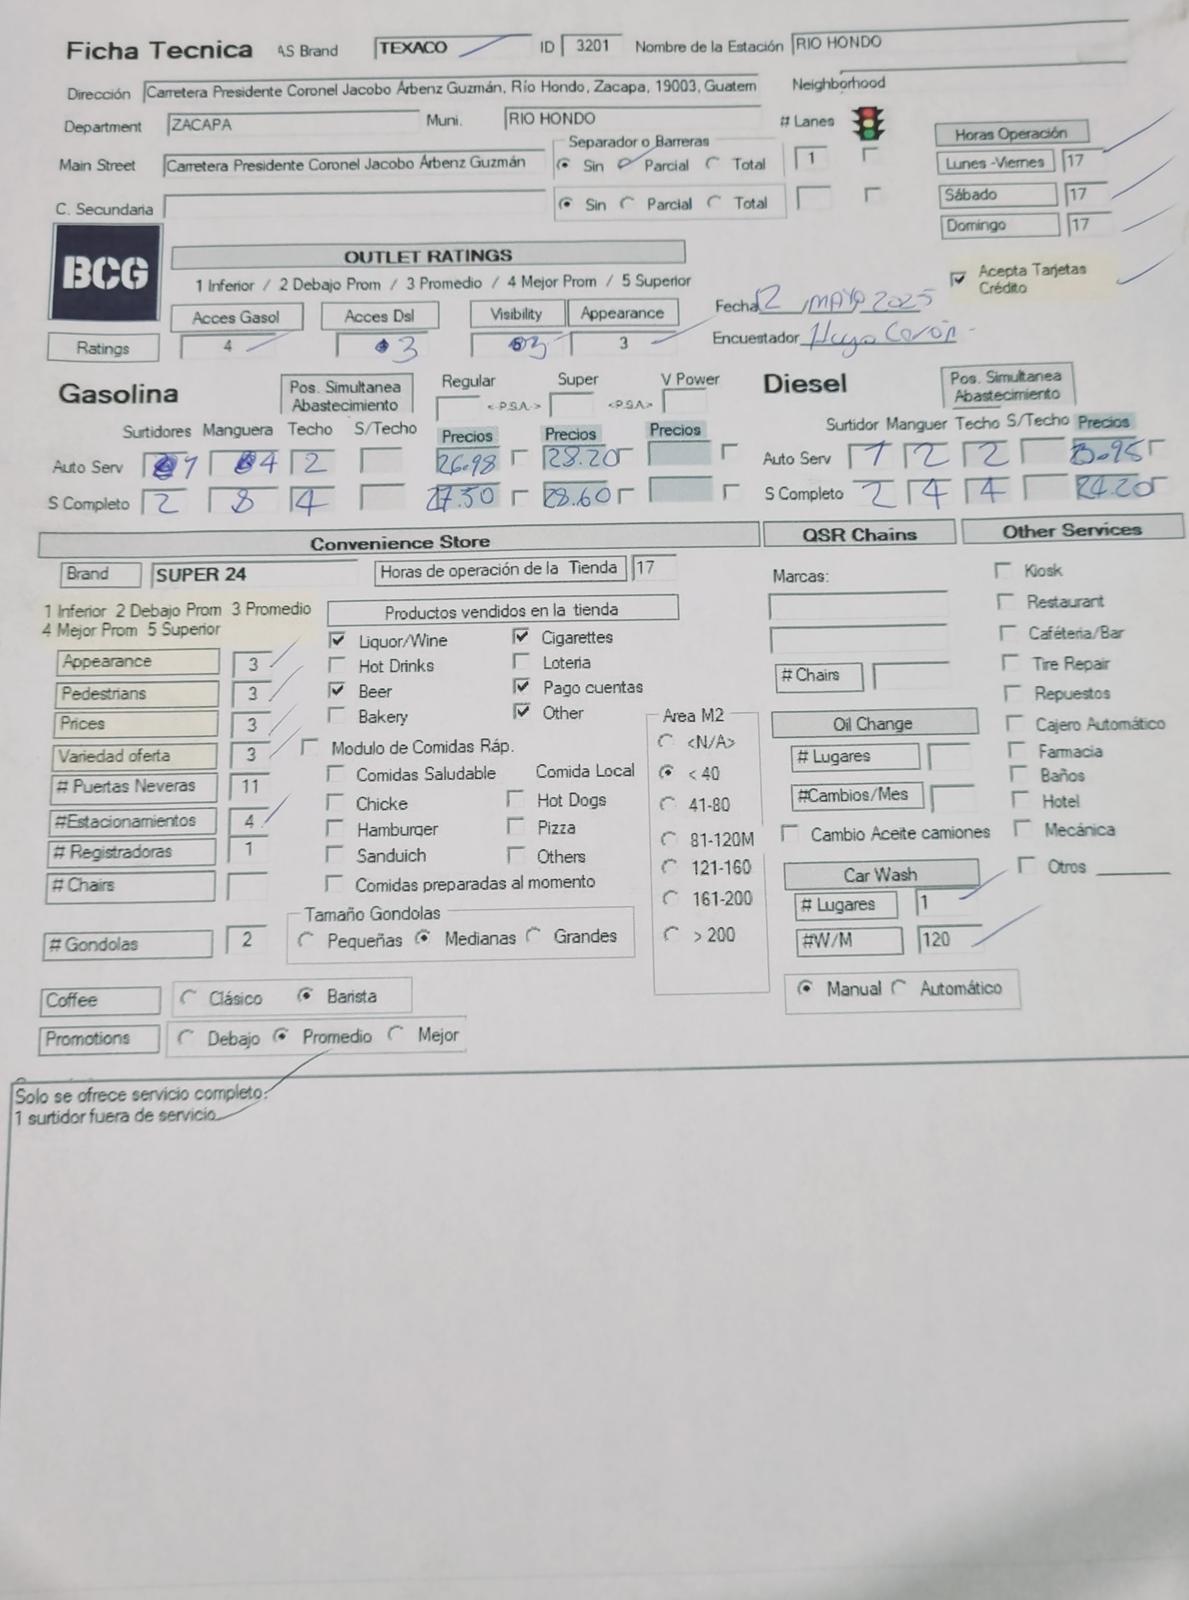 Ficha Tecnica AS Brand TEXACO ID 3201 Nombre de la Estación RIO HONDO
Dirección Carretera Presidente Coronel Jacobo Árbenz Guzmán, Río Hondo, Zacapa, 19003, Guatem Neighborhood
Department ZACAPA Muni. RIO HONDO # Lanes
Separador o Barreras Horas Operación
Main Street Carretera Presidente Coronel Jacobo Árbenz Guzmán Sin Parcial Total 1 Lunes -Viernes 17
Sábado 17
C. Secundaria Sin Parcial Total
Domingo 17
BCG
OUTLET RATINGS
1 Inferior / 2 Debajo Prom / 3 Promedio / 4 Mejor Prom / 5 Superior
Acepta Tarjetas
Crédito
Acces Gasol Acces Dsl Visibility Appearance Fecha 12 MAYO 2025
Ratings 4 3 3 3 Encuestador Hugo
Gasolina Pos. Simultanea Abastecimiento Regular Super V Power Diesel Pos. Simultanea Abastecimiento
<-P.S.A.-> <-P.S.A->
Surtidores Manguera Techo S/Techo Precios Precios Precios Surtidor Manguer Techo S/Techo Precios
Auto Serv 1 4 2 26.98 28.20 Auto Serv 1 2 2
S Completo 2 8 4 27.50 28.60 S Completo 2 4 4 24.20
Convenience Store QSR Chains Other Services
Brand SUPER 24 Horas de operación de la Tienda 17 Marcas: Kiosk
1 Inferior 2 Debajo Prom 3 Promedio Productos vendidos en la tienda Restaurant
4 Mejor Prom 5 Superior Liquor/Wine Cigarettes Caféteria/Bar
Appearance 3 Hot Drinks Loteria # Chairs Tire Repair
Pedestrians 3 Beer Pago cuentas Repuestos
Prices 3 Bakery Other Area M2 Oil Change Cajero Automático
Variedad oferta 3 Modulo de Comidas Ráp. <N/A> # Lugares Farmacia
# Puertas Neveras 11 Comidas Saludable Comida Local < 40 Baños
#Estacionamientos 4 Chicke Hot Dogs 41-80 #Cambios/Mes Hotel
# Registradoras 1 Hamburger Pizza 81-120M Cambio Aceite camiones Mecánica
Sanduich Others 121-160 Car Wash Otros
# Chairs Comidas preparadas al momento 161-200 # Lugares 1
Tamaño Gondolas
# Gondolas 2 Pequeñas Medianas Grandes > 200 #W/M 120
Coffee Clásico Barista Manual Automático
Promotions Debajo Promedio Mejor
Solo se ofrece servicio completo:
1 surtidor fuera de servicio